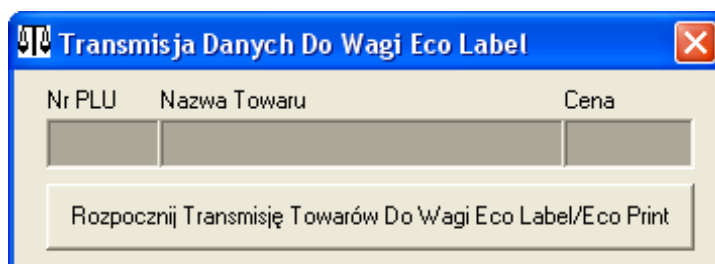 Transmisja Danych Do Wagi Eco Label
Nr PLU Nazwa Towaru Cena
Rozpocznij Transmisję Towarów Do Wagi Eco Label/Eco Print